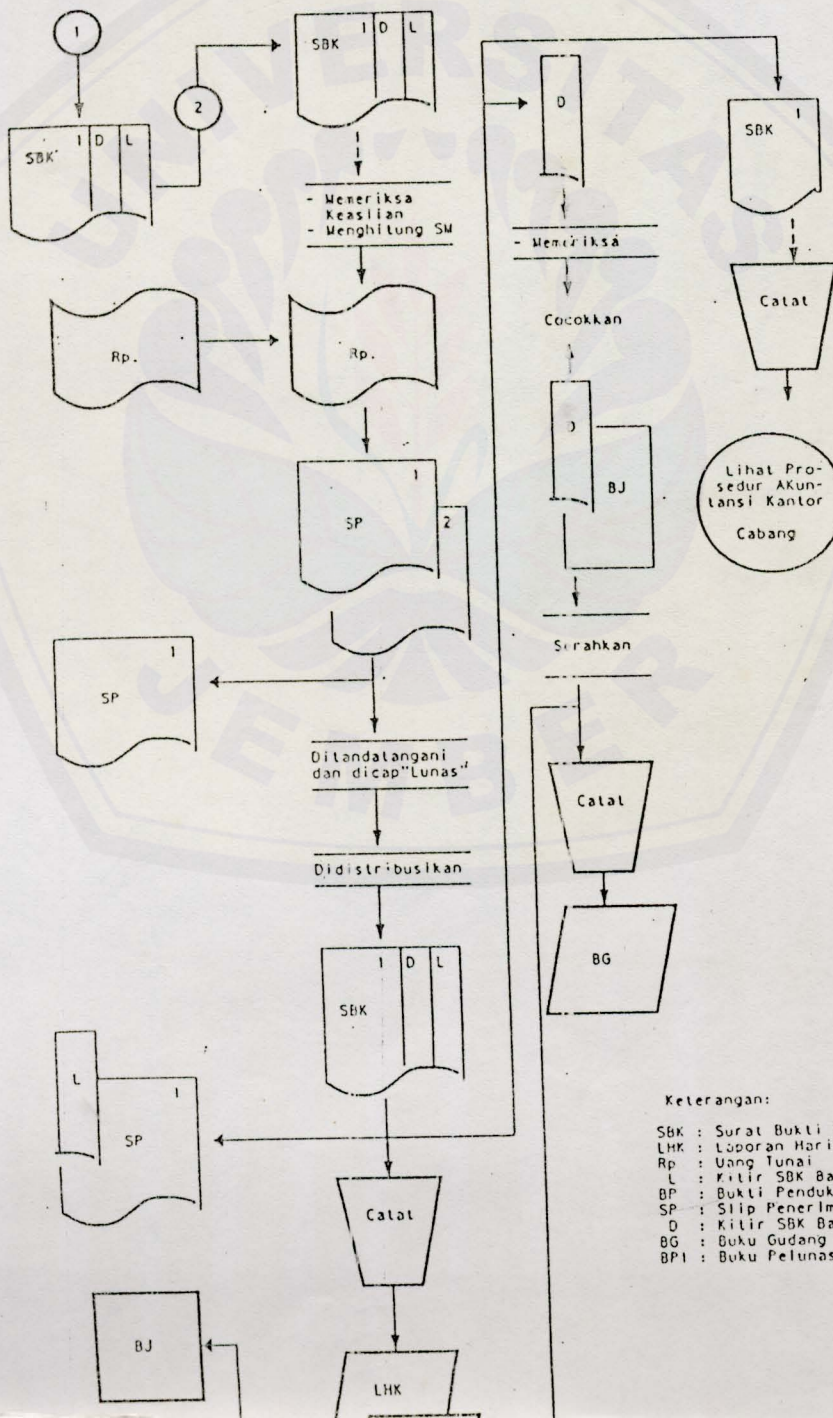 1
SBK 1 D L
2
SBK 1 D L
- Memeriksa
Keaslian
- Menghitung SM
Rp.
Rp.
SP 1
2
SP 1
Ditandatangani
dan dicap"Lunas"
Didistribusikan
SBK 1 D L
L
SP 1
Catat
BJ
LHK
D
- Memeriksa
Cocokkan
D
BJ
Serahkan
Catat
BG
SBK 1
Catat
Lihat Pro-
sedur AKun-
tansi Kantor
Cabang
Keterangan:
SBK : Surat Bukti
LHK : Laporan Hari
Rp : Uang Tunai
L : Kitir SBK Ba
BP : Bukti Penduk
SP : Slip Penerim
D : Kitir SBK Ba
BG : Buku Gudang
BP1 : Buku Pelunas
UNIVERSITAS
JEMBER